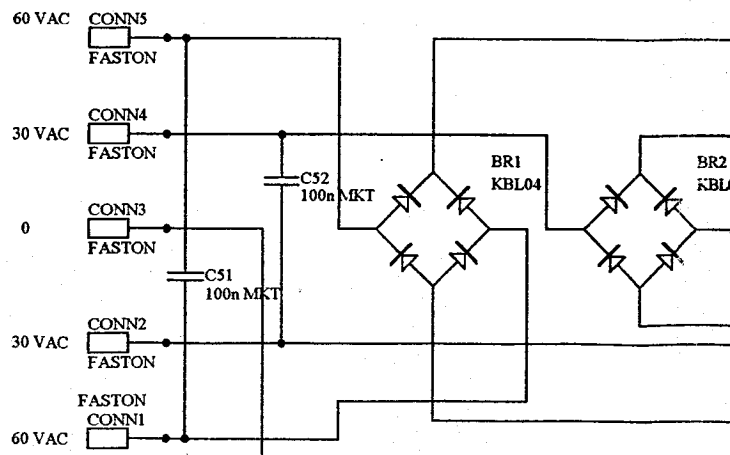 60 VAC
CONN5
FASTON
30 VAC
CONN4
FASTON
C52
100n MKT
BR1
KBL04
BR2
0
CONN3
FASTON
C51
100n MKT
30 VAC
CONN2
FASTON
FASTON
CONN1
60 VAC